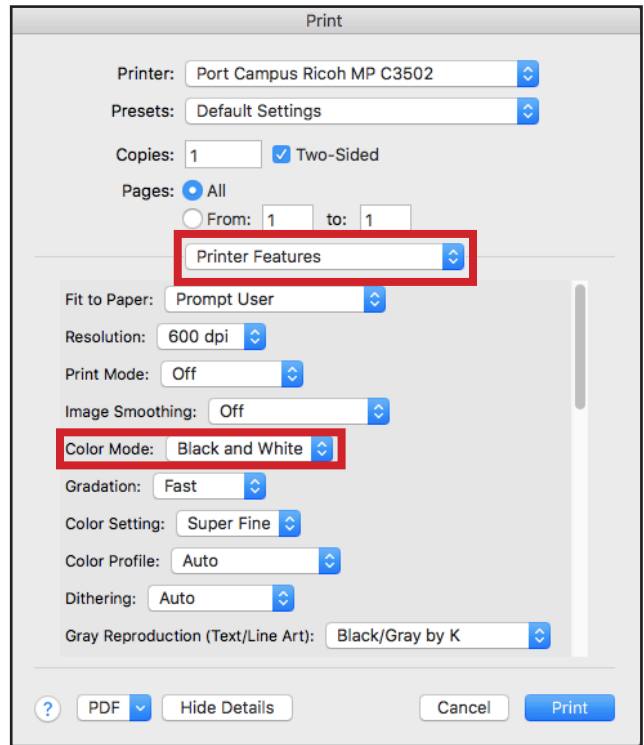 Print
Printer: Port Campus Ricoh MP C3502
Presets: Default Settings
Copies: 1 Two-Sided
Pages: All
From: 1 to: 1
Printer Features
Fit to Paper: Prompt User
Resolution: 600 dpi
Print Mode: Off
Image Smoothing: Off
Color Mode: Black and White
Gradation: Fast
Color Setting: Super Fine
Color Profile: Auto
Dithering: Auto
Gray Reproduction (Text/Line Art): Black/Gray by K
? PDF Hide Details Cancel Print